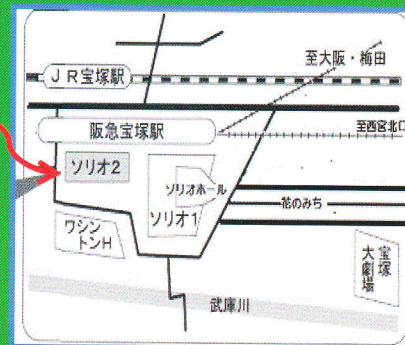 至大阪・梅田
JR宝塚駅
阪急宝塚駅
至西宮北口
ソリオ2
ソリオホール
ソリオ1
花のみち
ワシン
トンH
宝塚
大劇場
武庫川